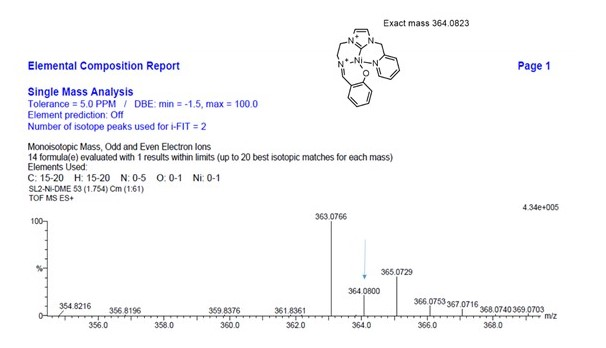 Exact mass 364.0823
N+
N
Ni
N+
N
O
Elemental Composition Report
Page 1
Single Mass Analysis
Tolerance = 5.0 PPM / DBE: min = -1.5, max = 100.0
Element prediction: Off
Number of isotope peaks used for i-FIT = 2
Monoisotopic Mass, Odd and Even Electron Ions
14 formula(e) evaluated with 1 results within limits (up to 20 best isotopic matches for each mass)
Elements Used:
C: 15-20 H: 15-20 N: 0-5 O: 0-1 Ni: 0-1
SL2-Ni-DME 53 (1.754) Cm (1:61)
TOF MS ES+
4.34e+005
363.0766
100
365.0729
364.0800
%
354.8216
356.8196
359.8376
361.8361
366.0753
367.0716
368.0740
369.0703
0
m/z
356.0
358.0
360.0
362.0
364.0
366.0
368.0